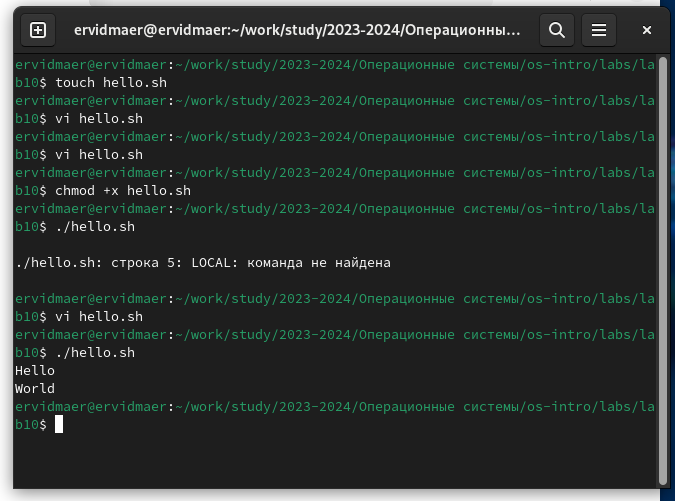 ervidmaer@ervidmaer:~/work/study/2023-2024/Операционны...
ervidmaer@ervidmaer:~/work/study/2023-2024/Операционные системы/os-intro/labs/la
b10$ touch hello.sh
ervidmaer@ervidmaer:~/work/study/2023-2024/Операционные системы/os-intro/labs/la
b10$ vi hello.sh
ervidmaer@ervidmaer:~/work/study/2023-2024/Операционные системы/os-intro/labs/la
b10$ vi hello.sh
ervidmaer@ervidmaer:~/work/study/2023-2024/Операционные системы/os-intro/labs/la
b10$ chmod +x hello.sh
ervidmaer@ervidmaer:~/work/study/2023-2024/Операционные системы/os-intro/labs/la
b10$ ./hello.sh
./hello.sh: строка 5: LOCAL: команда не найдена
ervidmaer@ervidmaer:~/work/study/2023-2024/Операционные системы/os-intro/labs/la
b10$ vi hello.sh
ervidmaer@ervidmaer:~/work/study/2023-2024/Операционные системы/os-intro/labs/la
b10$ ./hello.sh
Hello
World
ervidmaer@ervidmaer:~/work/study/2023-2024/Операционные системы/os-intro/labs/la
b10$